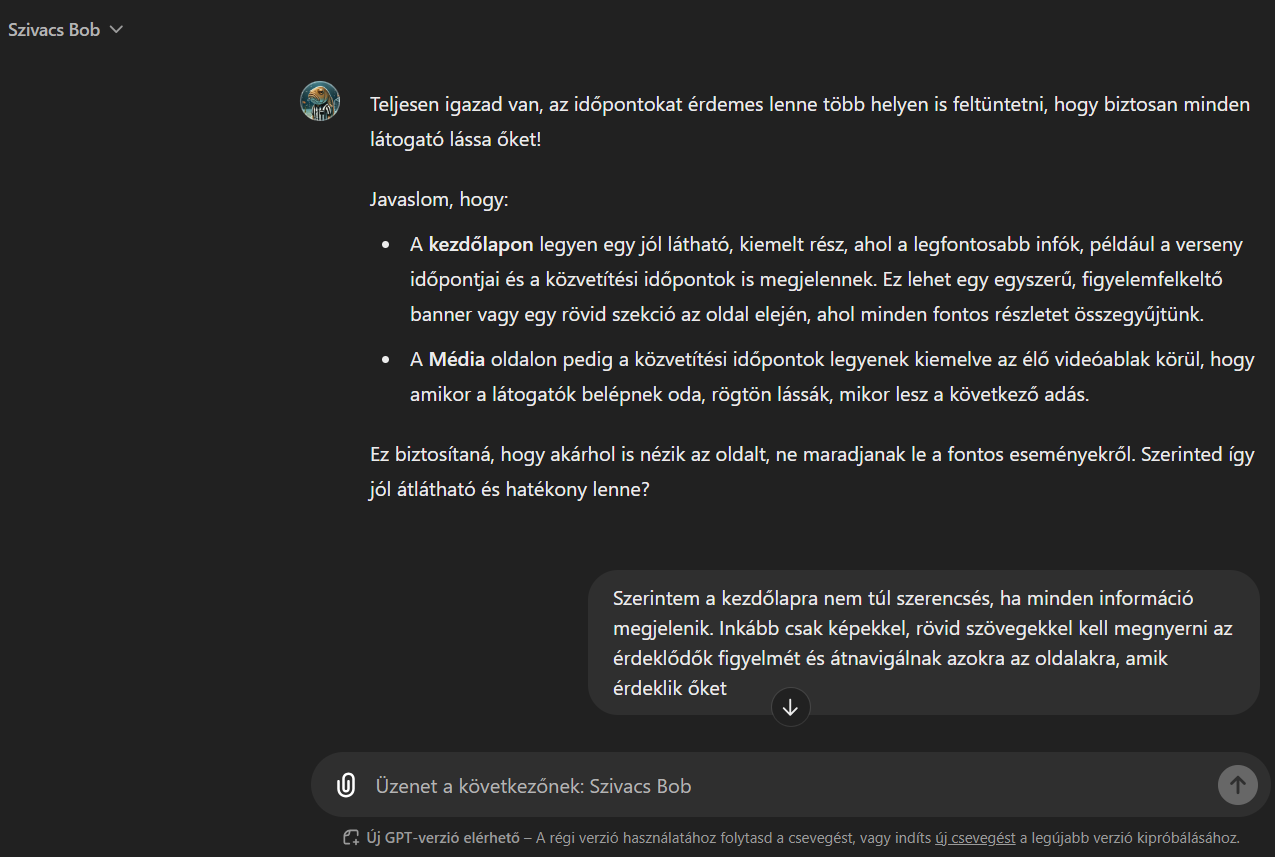 Szivacs Bob
Teljesen igazad van, az időpontokat érdemes lenne több helyen is feltüntetni, hogy biztosan minden
látogató lássa őket!
Javaslom, hogy:
• A kezdőlapon legyen egy jól látható, kiemelt rész, ahol a legfontosabb infók, például a verseny
időpontjai és a közvetítési időpontok is megjelennek. Ez lehet egy egyszerű, figyelemfelkeltő
banner vagy egy rövid szekció az oldal elején, ahol minden fontos részletet összegyűjtünk.
• A Média oldalon pedig a közvetítési időpontok legyenek kiemelve az élő videóablak körül, hogy
amikor a látogatók belépnek oda, rögtön lássák, mikor lesz a következő adás.
Ez biztosítaná, hogy akárhol is nézik az oldalt, ne maradjanak le a fontos eseményekről. Szerinted így
jól átlátható és hatékony lenne?
Szerintem a kezdőlapra nem túl szerencsés, ha minden információ
megjelenik. Inkább csak képekkel, rövid szövegekkel kell megnyerni az
érdeklődők figyelmét és átnavigálnak azokra az oldalakra, amik
érdeklik őket
Üzenet a következőnek: Szivacs Bob
Új GPT-verzió elérhető – A régi verzió használatához folytasd a csevegést, vagy indíts új csevegést a legújabb verzió kipróbálásához.